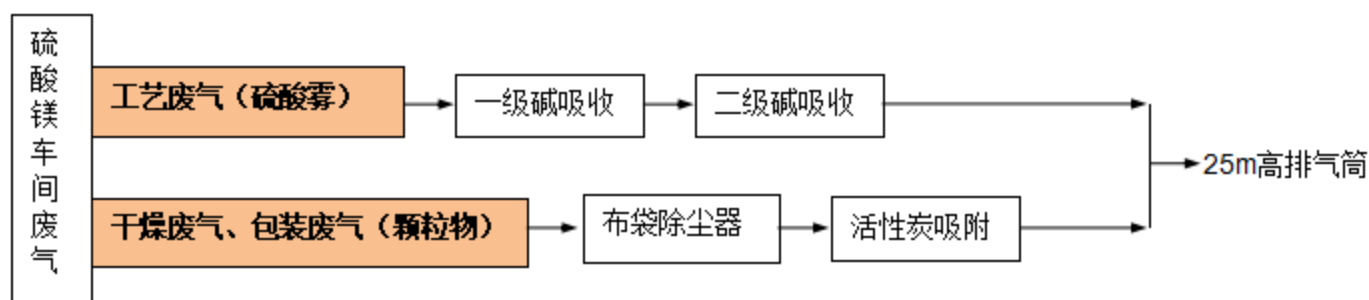 硫酸镁车间废气
工艺废气（硫酸雾）
一级碱吸收
二级碱吸收
25m高排气筒
干燥废气、包装废气（颗粒物）
布袋除尘器
活性炭吸附